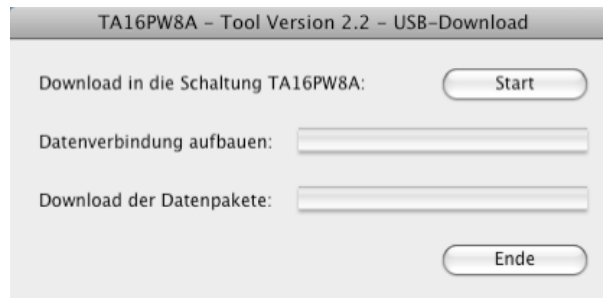 TA16PW8A – Tool Version 2.2 – USB–Download
Download in die Schaltung TA16PW8A: Start
Datenverbindung aufbauen:
Download der Datenpakete:
Ende